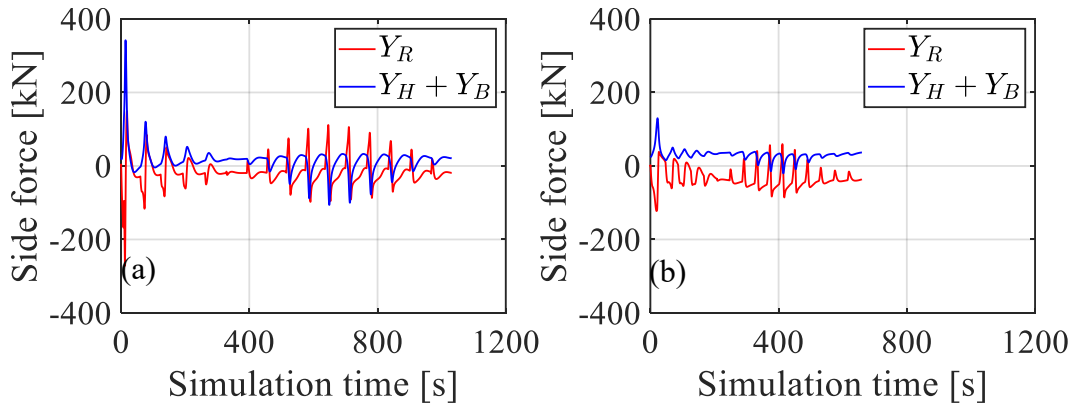 400
200
0
-200
-400
Side force [kN]
Y_R
Y_H + Y_B
(a)
0 400 800 1200
Simulation time [s]
400
200
0
-200
-400
Side force [kN]
Y_R
Y_H + Y_B
(b)
0 400 800 1200
Simulation time [s]